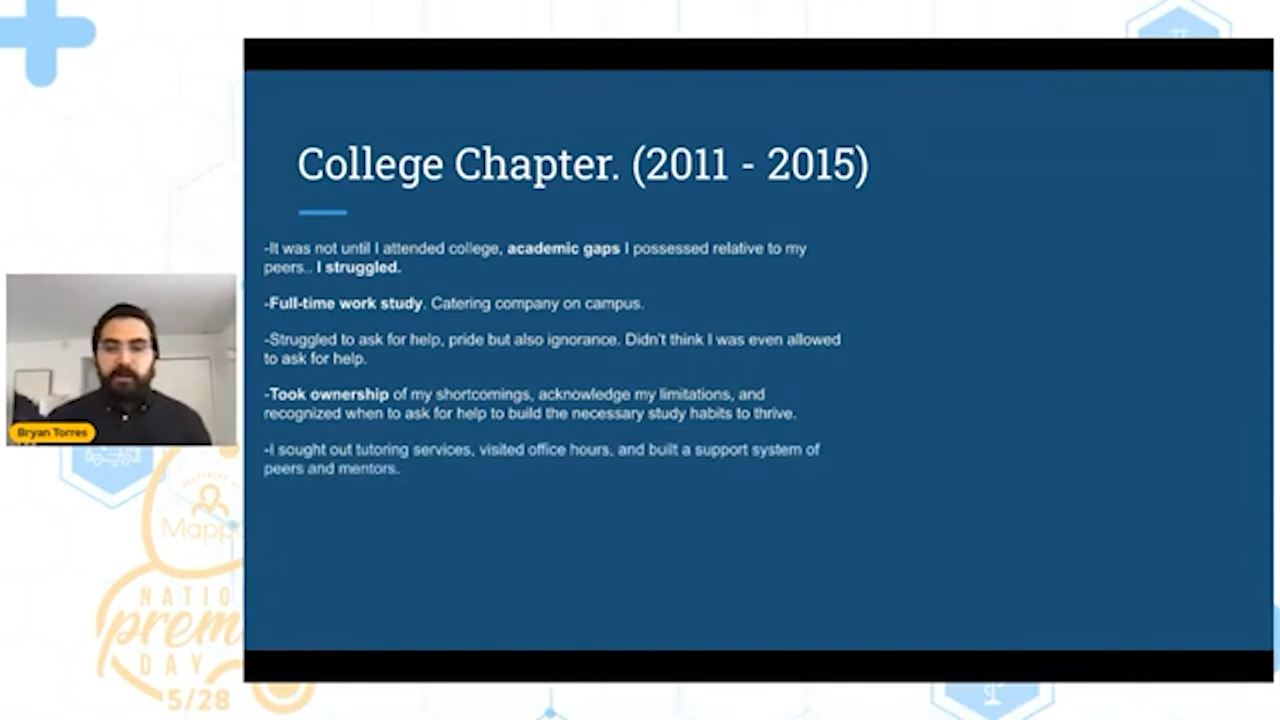 College Chapter. (2011 - 2015)
-It was not until I attended college, academic gaps I possessed relative to my
peers.. I struggled.
-Full-time work study. Catering company on campus.
-Struggled to ask for help, pride but also ignorance. Didn't think I was even allowed
to ask for help.
-Took ownership of my shortcomings, acknowledge my limitations, and
recognized when to ask for help to build the necessary study habits to thrive.
-I sought out tutoring services, visited office hours, and built a support system of
peers and mentors.
Bryan Torres
Mapp
NATIO
prem
DAY
5/28